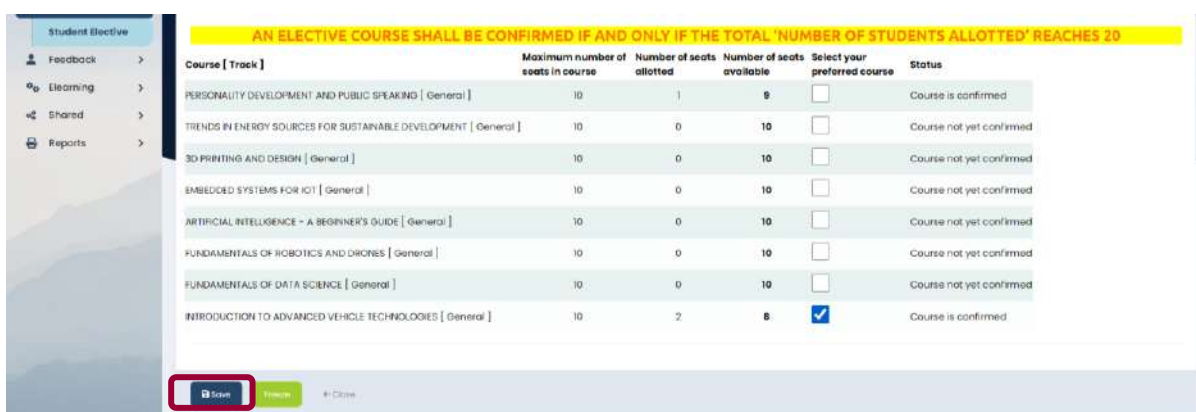 Student Elective
AN ELECTIVE COURSE SHALL BE CONFIRMED IF AND ONLY IF THE TOTAL 'NUMBER OF STUDENTS ALLOTTED' REACHES 20
Feedback
Elearning
Shared
Reports
Course [ Track ] Maximum number of seats in course Number of seats allotted Number of seats available Select your preferred course Status
PERSONALITY DEVELOPMENT AND PUBLIC SPEAKING [ General ] 10 1 9 Course is confirmed
TRENDS IN ENERGY SOURCES FOR SUSTAINABLE DEVELOPMENT [ General ] 10 0 10 Course not yet confirmed
3D PRINTING AND DESIGN [ General ] 10 0 10 Course not yet confirmed
EMBEDDED SYSTEMS FOR IOT [ General ] 10 0 10 Course not yet confirmed
ARTIFICIAL INTELLIGENCE - A BEGINNER'S GUIDE [ General ] 10 0 10 Course not yet confirmed
FUNDAMENTALS OF ROBOTICS AND DRONES [ General ] 10 0 10 Course not yet confirmed
FUNDAMENTALS OF DATA SCIENCE [ General ] 10 0 10 Course not yet confirmed
INTRODUCTION TO ADVANCED VEHICLE TECHNOLOGIES [ General ] 10 2 8 Course is confirmed
Save Freeze Close